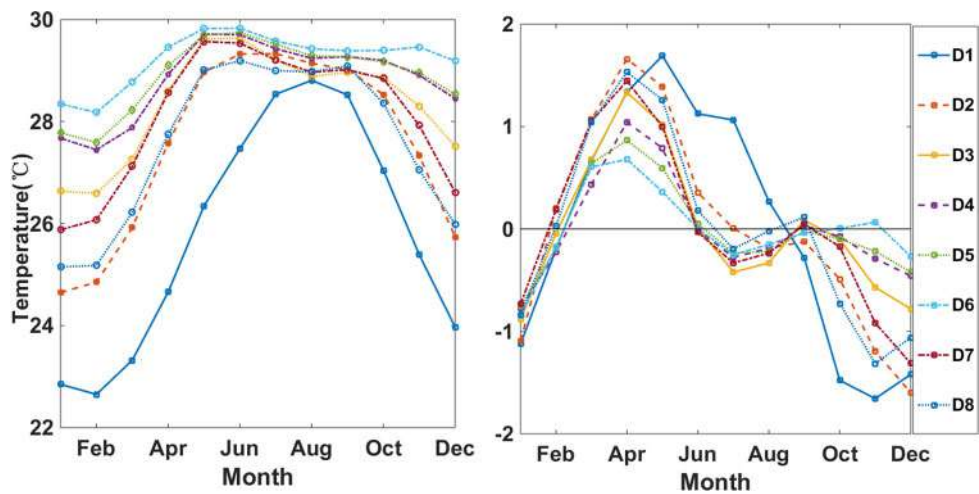 30
28
26
24
22
Temperature(℃)
Feb Apr Jun Aug Oct Dec
Month
2
1
0
-1
-2
Feb Apr Jun Aug Oct Dec
Month
D1
D2
D3
D4
D5
D6
D7
D8